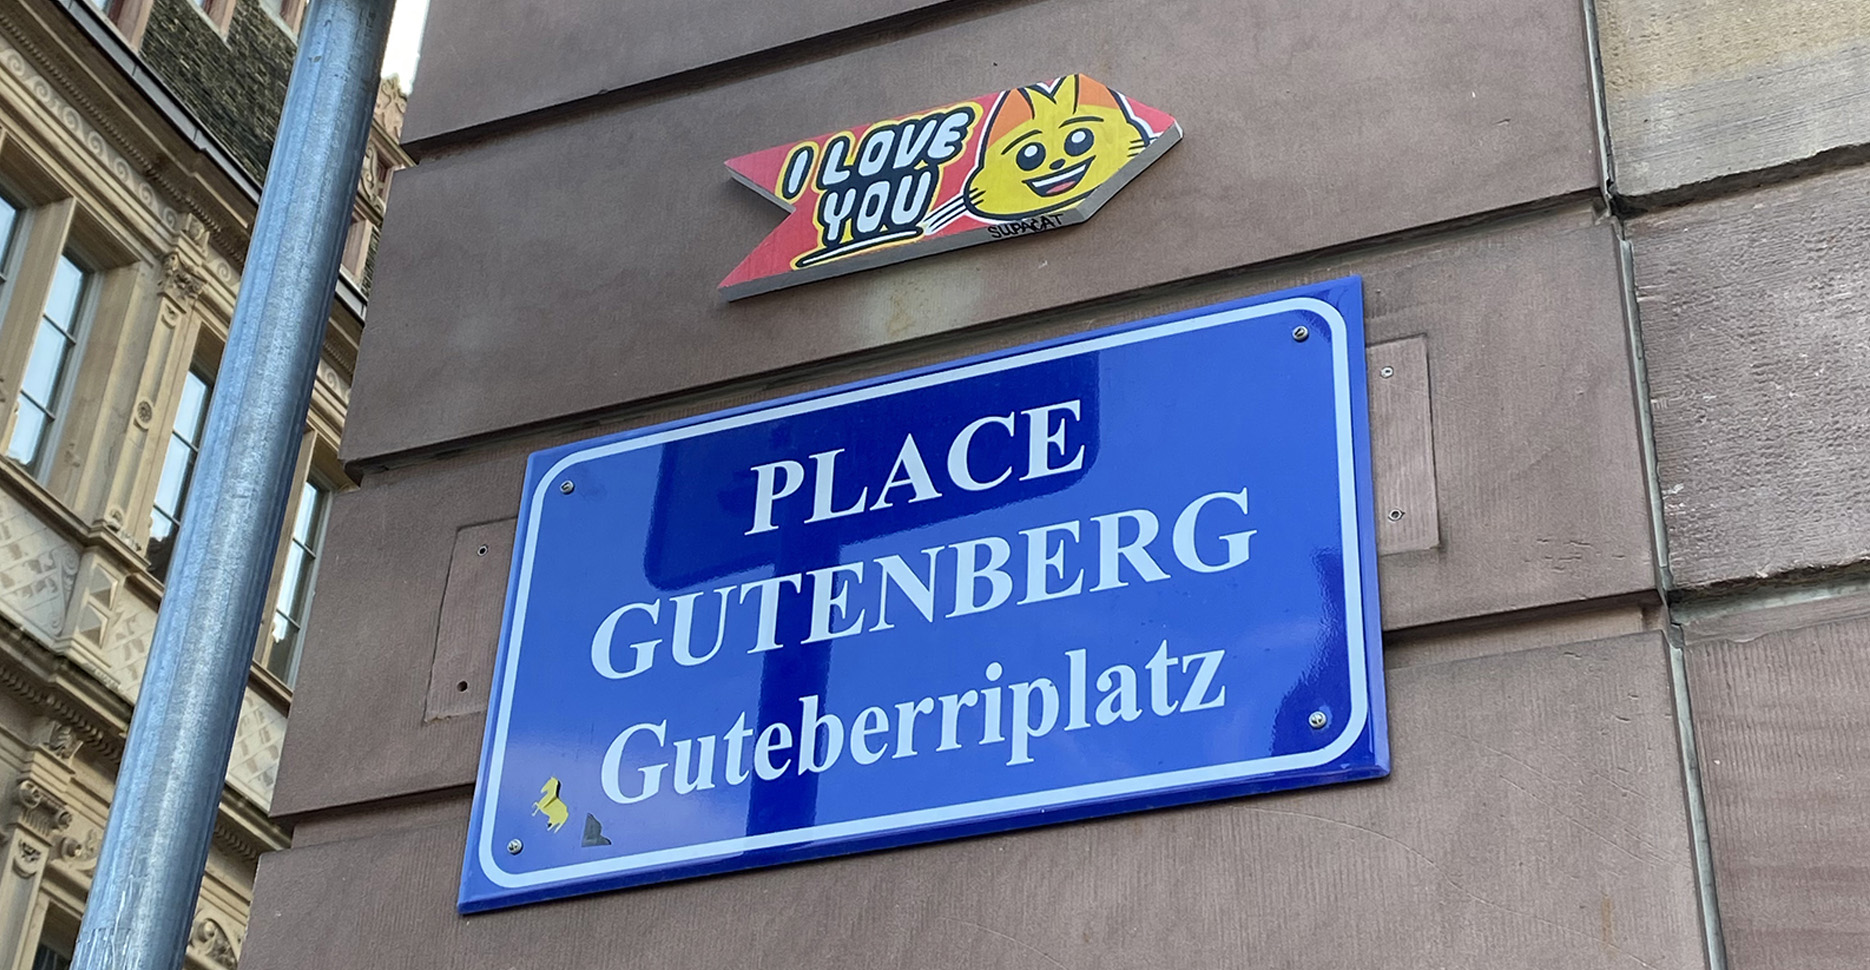 I LOVE
YOU
SUPACAT
PLACE
GUTENBERG
Guteberriplatz